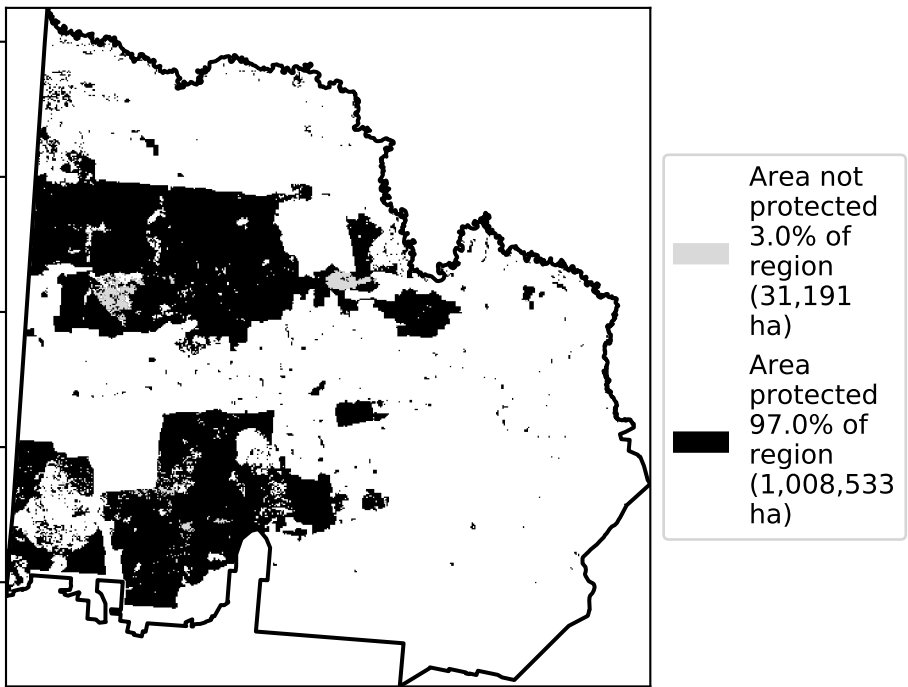 Area not
protected
3.0% of
region
(31,191
ha)
Area
protected
97.0% of
region
(1,008,533
ha)